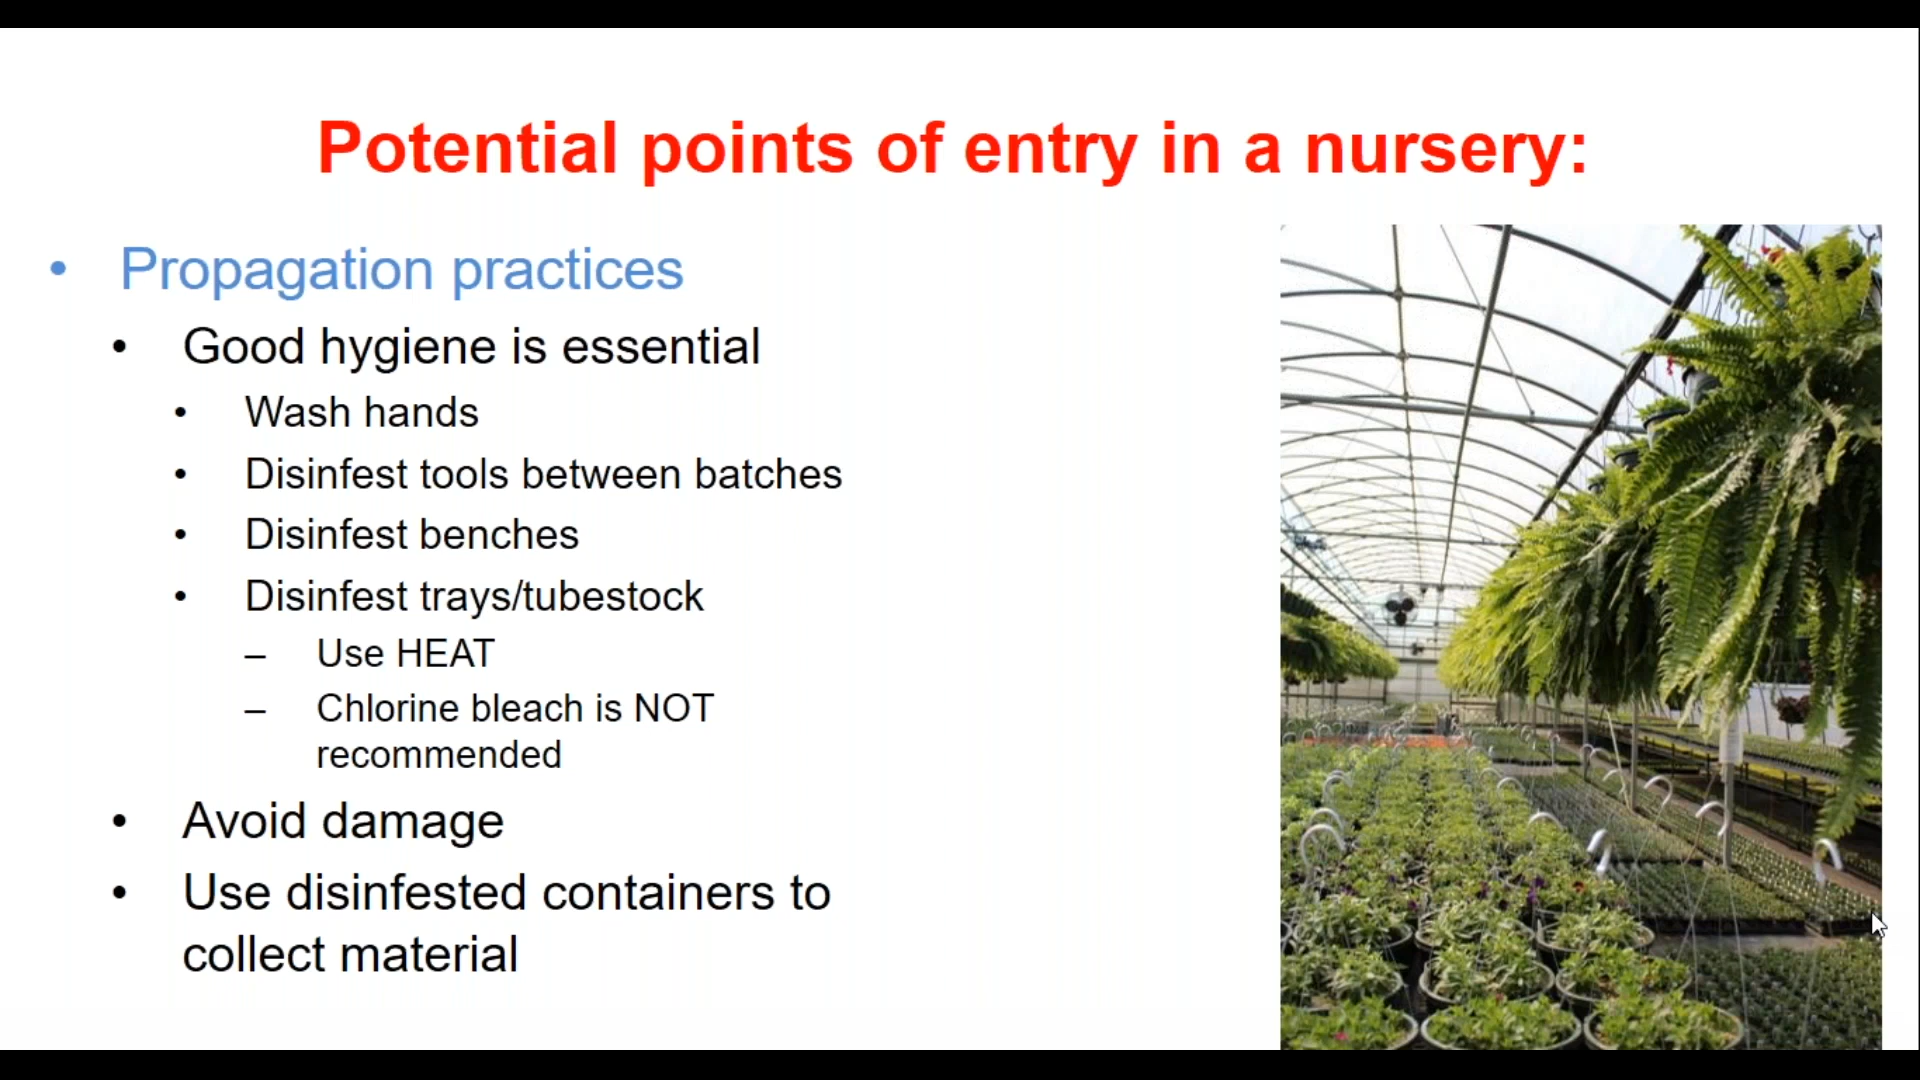 Potential points of entry in a nursery:
• Propagation practices
• Good hygiene is essential
• Wash hands
• Disinfest tools between batches
• Disinfest benches
• Disinfest trays/tubestock
– Use HEAT
– Chlorine bleach is NOT
recommended
• Avoid damage
• Use disinfested containers to
collect material